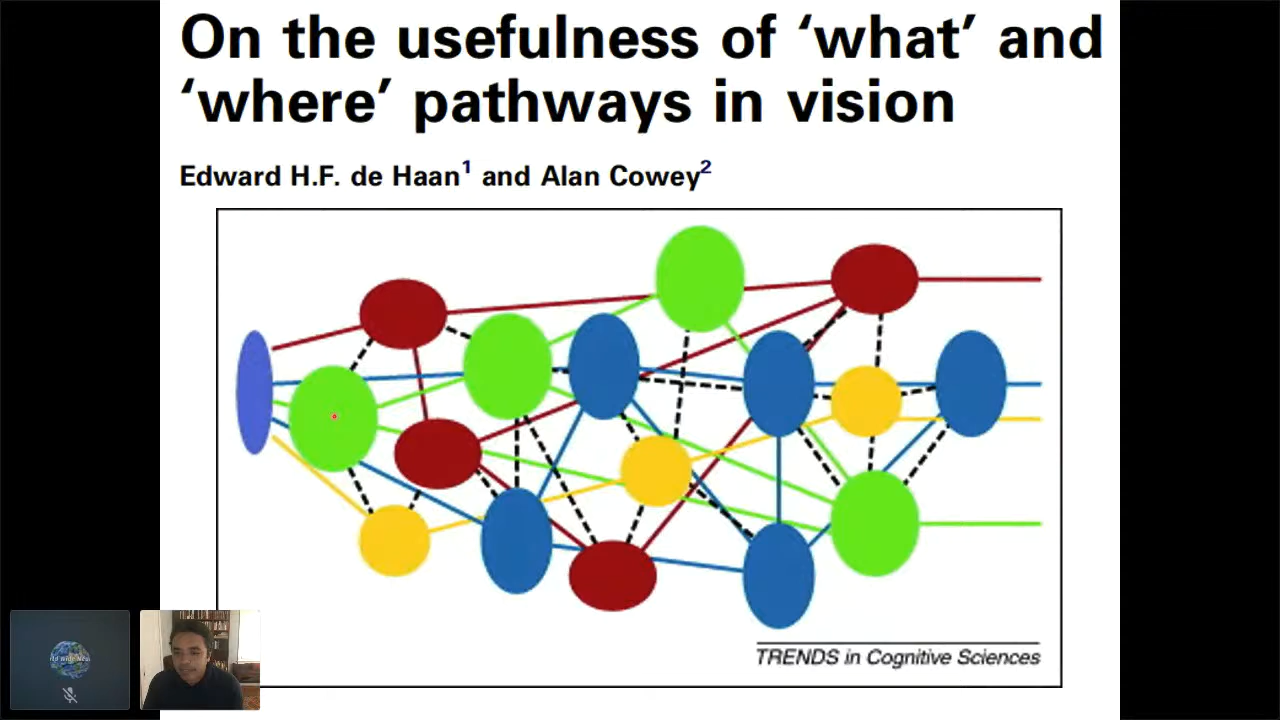 On the usefulness of ‘what’ and
‘where’ pathways in vision
Edward H.F. de Haan1 and Alan Cowey2
TRENDS in Cognitive Sciences